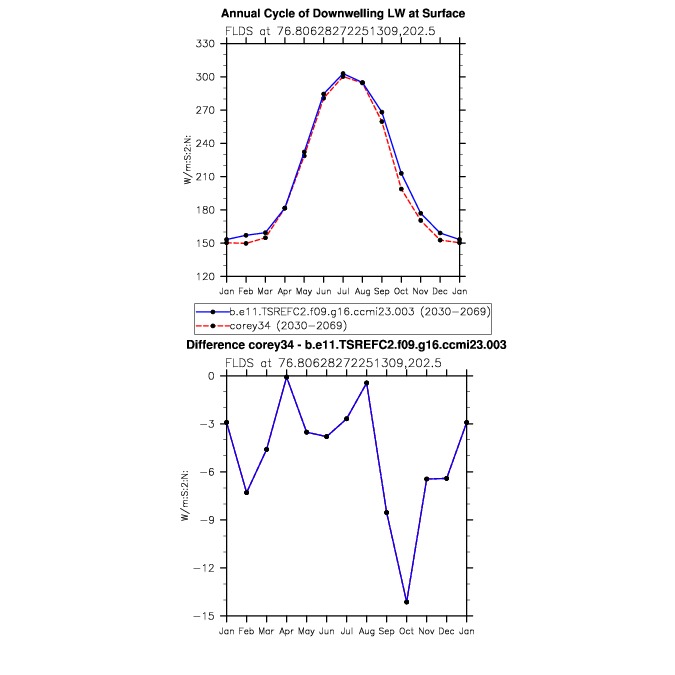 Annual Cycle of Downwelling LW at Surface
FLDS at 76.80628272251309,202.5
330
300
270
240
210
180
150
120
W/m:S:2:N:
Jan Feb Mar Apr May Jun Jul Aug Sep Oct Nov Dec Jan
b.e11.TSREFC2.f09.g16.ccmi23.003 (2030-2069)
corey34 (2030-2069)
Difference corey34 - b.e11.TSREFC2.f09.g16.ccmi23.003
FLDS at 76.80628272251309,202.5
0
-3
-6
-9
-12
-15
W/m:S:2:N:
Jan Feb Mar Apr May Jun Jul Aug Sep Oct Nov Dec Jan